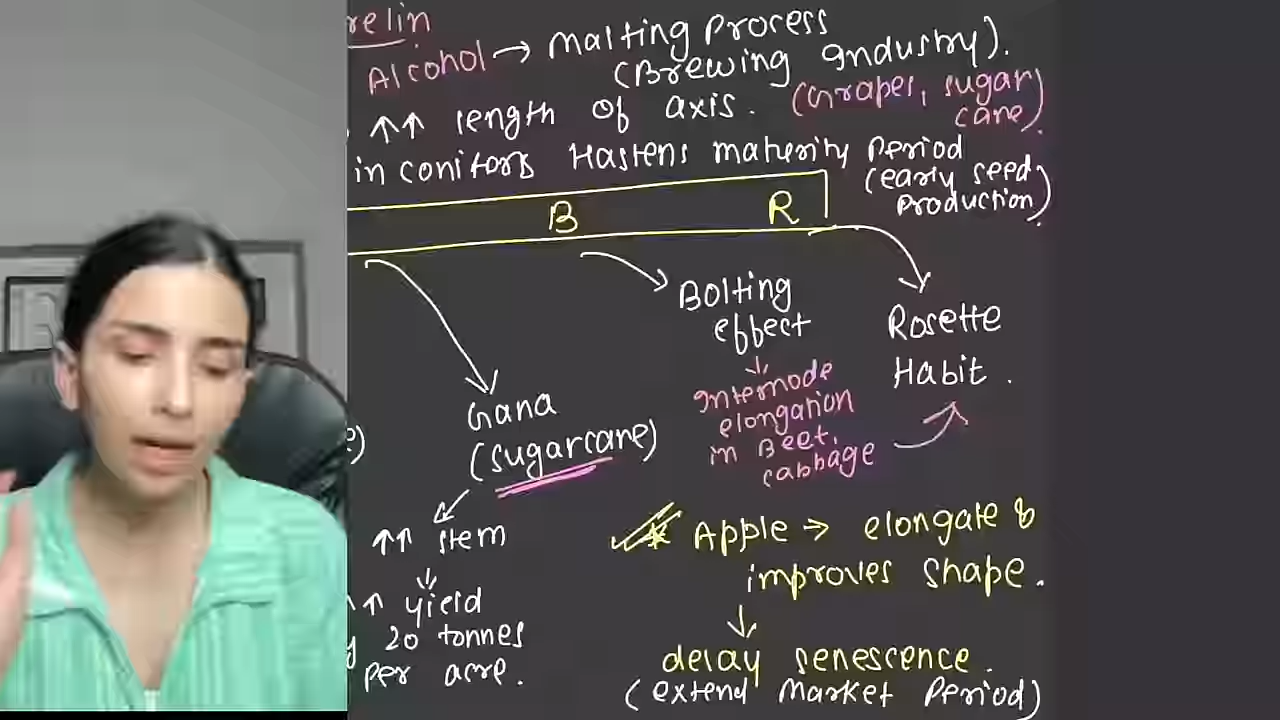 relin
Alcohol → Malting Process
(Brewing Industry).
↑↑ length of axis. (Grapes, sugar
cane)
in conifers Hastens maturity Period
(early seed
Production)
B R
Bolting
effect
Rosette
Habit.
Internode
elongation
in Beet,
cabbage
Gana
(sugarcane)
↑↑ stem
↑ yield
20 tonnes
Per acre.
Apple → elongate &
improves shape.
delay senescence.
(extend Market Period)